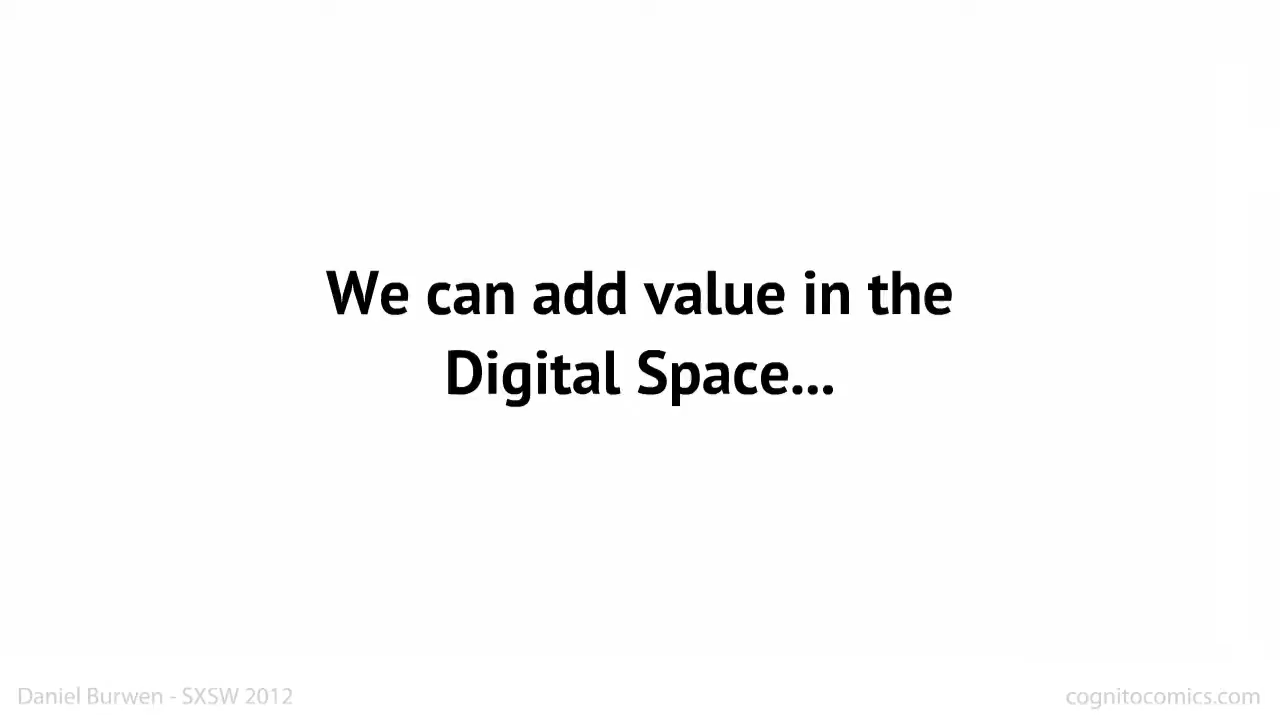 We can add value in the
Digital Space...
Daniel Burwen - SXSW 2012
cognitocomics.com